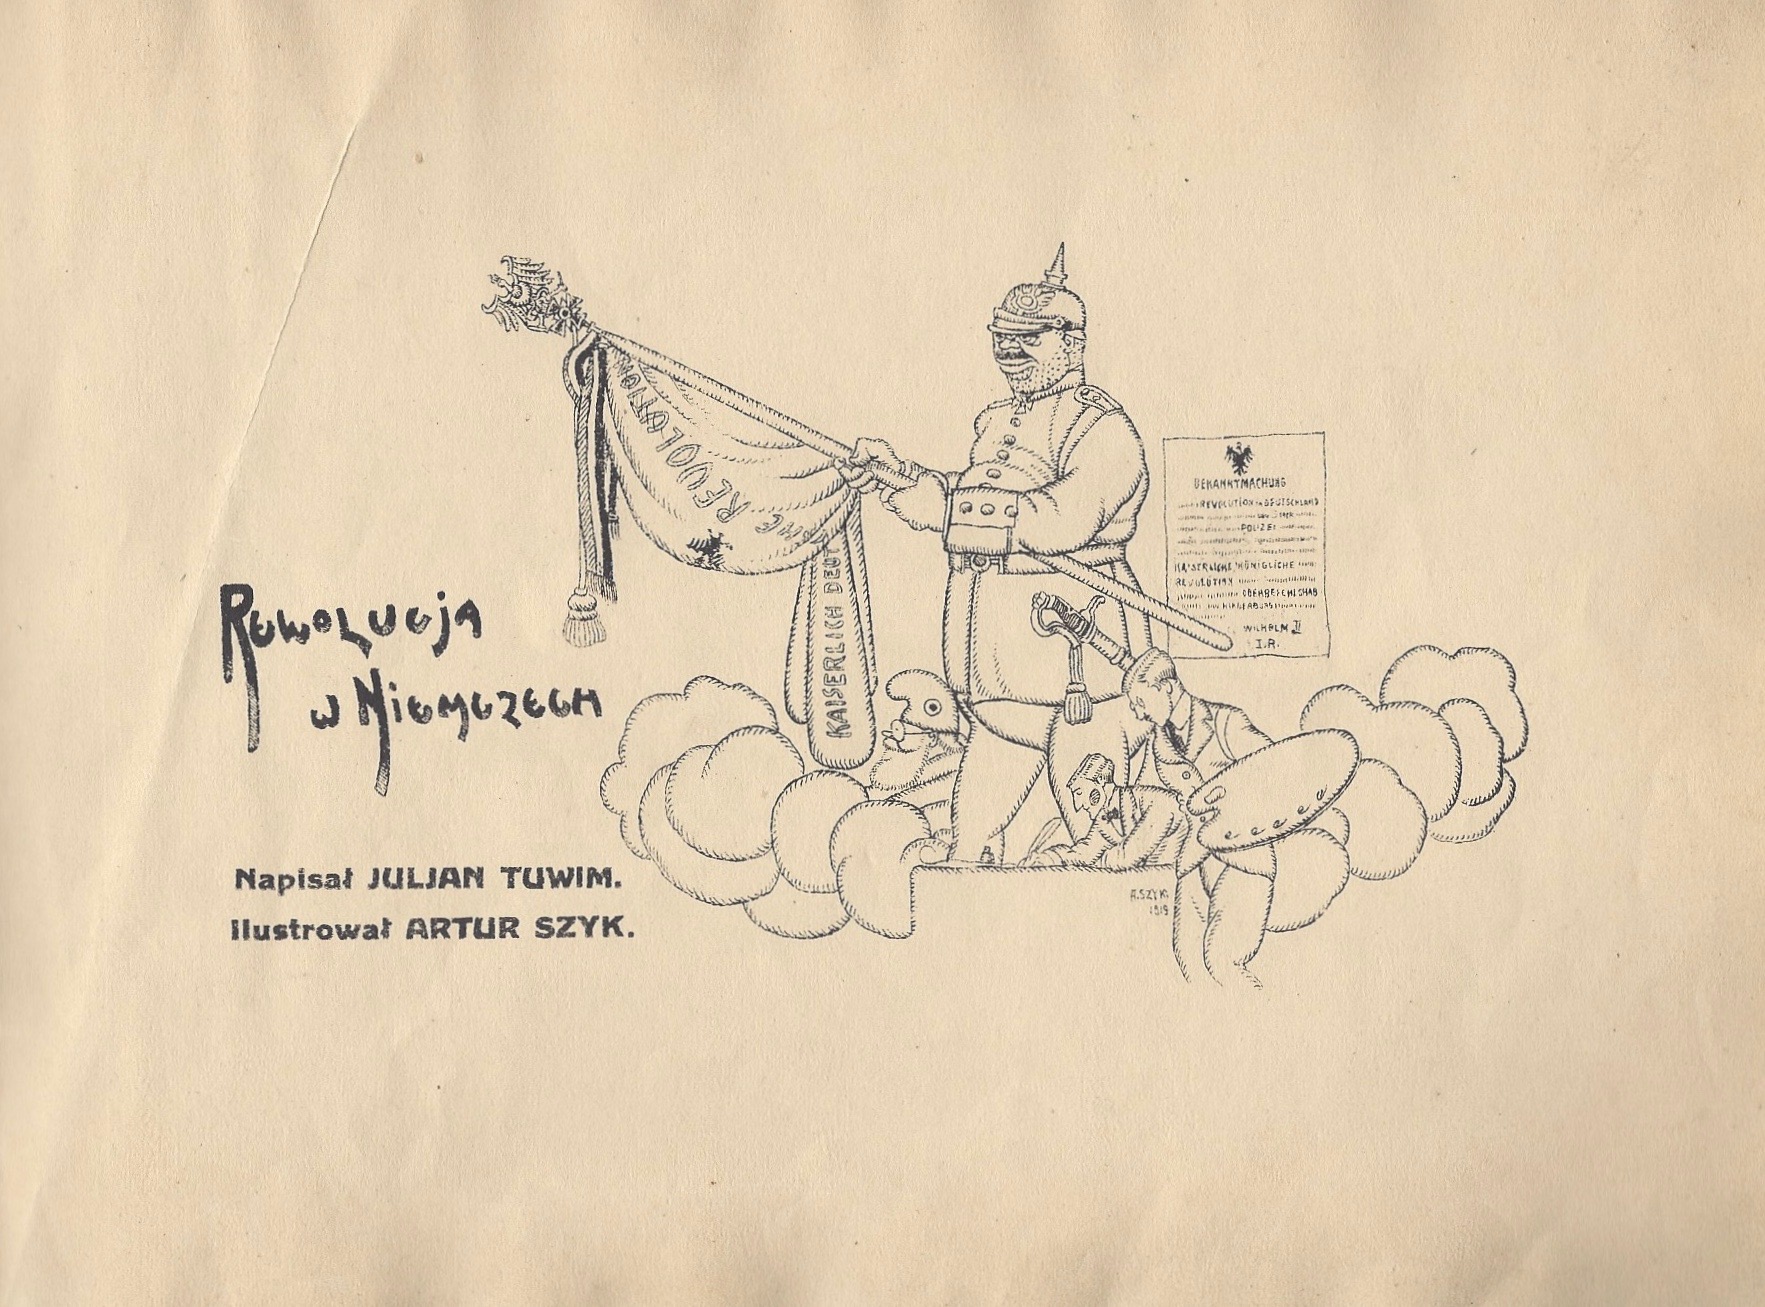 REWOLUCJA
W NIEMCZECH
Napisał JULJAN TUWIM.
Ilustrował ARTUR SZYK.
REVOLUTION
KAISERLICH DEUT
BEKANNTMACHUNG
REVOLUTION IN DEUTSCHLAND
POLIZEI
KAISERLICHE KÖNIGLICHE
REVOLUTION
WILHELM II
I.R.
A. SZYK.
1919